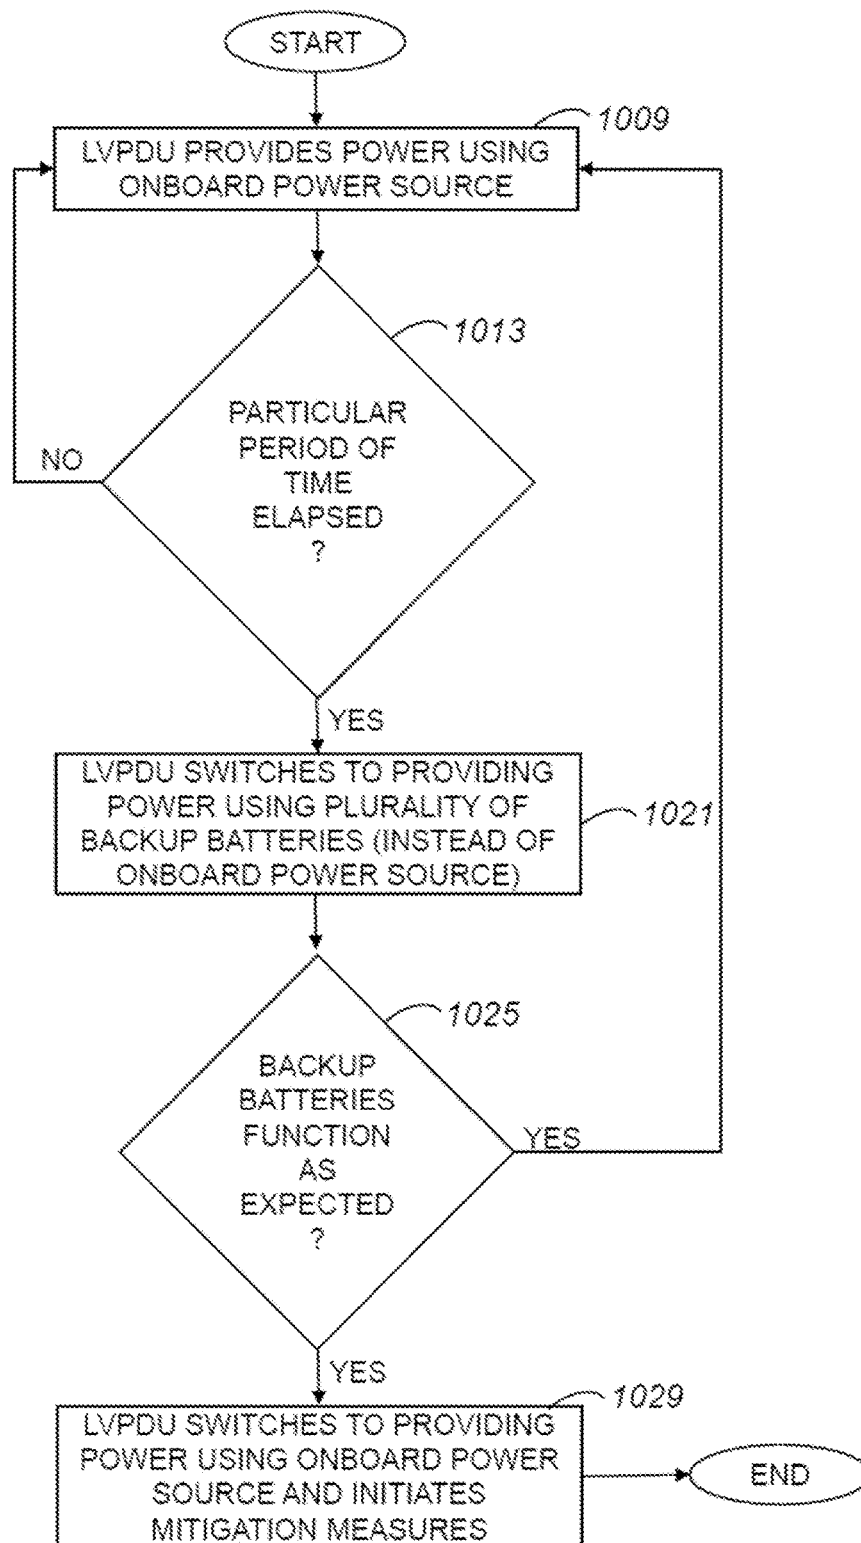 START
1009
LVPDU PROVIDES POWER USING
ONBOARD POWER SOURCE
1013
PARTICULAR
PERIOD OF
TIME
ELAPSED
?
NO
YES
LVPDU SWITCHES TO PROVIDING
POWER USING PLURALITY OF
BACKUP BATTERIES (INSTEAD OF
ONBOARD POWER SOURCE)
1021
1025
BACKUP
BATTERIES
FUNCTION
AS
EXPECTED
?
YES
YES
1029
LVPDU SWITCHES TO PROVIDING
POWER USING ONBOARD POWER
SOURCE AND INITIATES
MITIGATION MEASURES
END